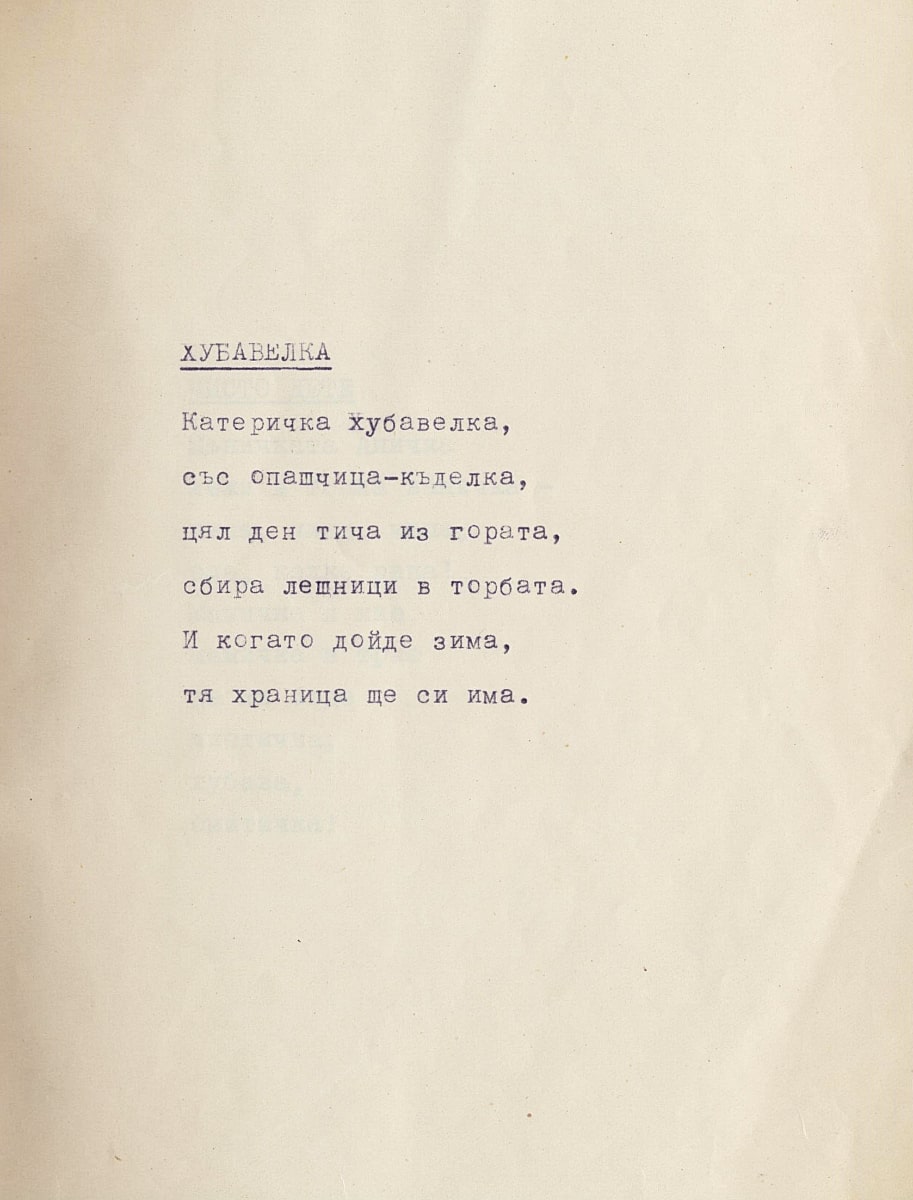 ХУБАВЕЛКА
Катеричка Хубавелка,
със опашчица-къделка,
цял ден тича из гората,
сбира лешници в торбата.
И когато дойде зима,
тя храница ще си има.